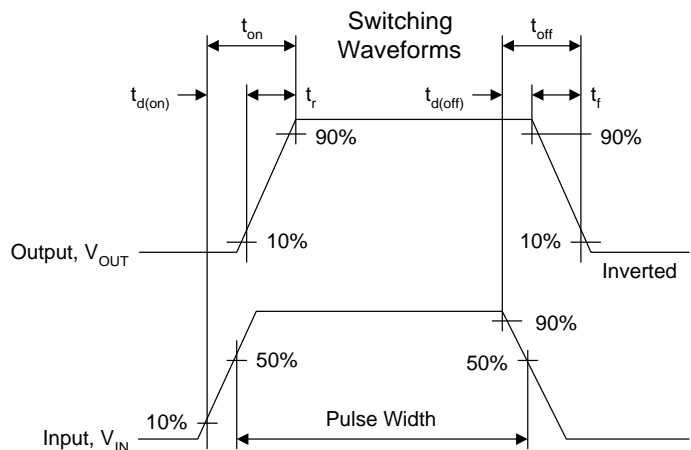 Switching
Waveforms
t_on
t_off
t_d(on)
t_r
t_d(off)
t_f
90%
90%
10%
10%
Output, V_OUT
Inverted
90%
50%
50%
10%
Pulse Width
Input, V_IN